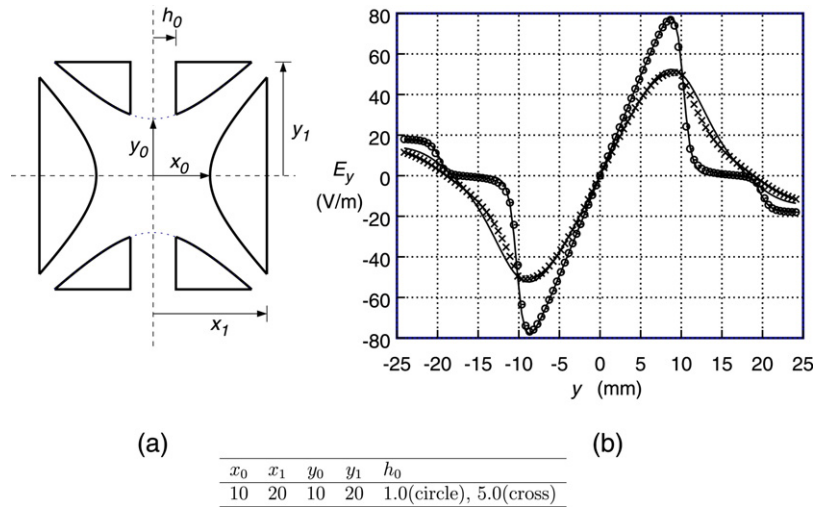 h₀
y₀
x₀
y₁
x₁
80
60
40
20
0
-20
-40
-60
-80
E_y
(V/m)
-25 -20 -15 -10 -5 0 5 10 15 20 25
y (mm)
(a)
(b)
x₀ x₁ y₀ y₁ h₀
10 20 10 20 1.0(circle), 5.0(cross)